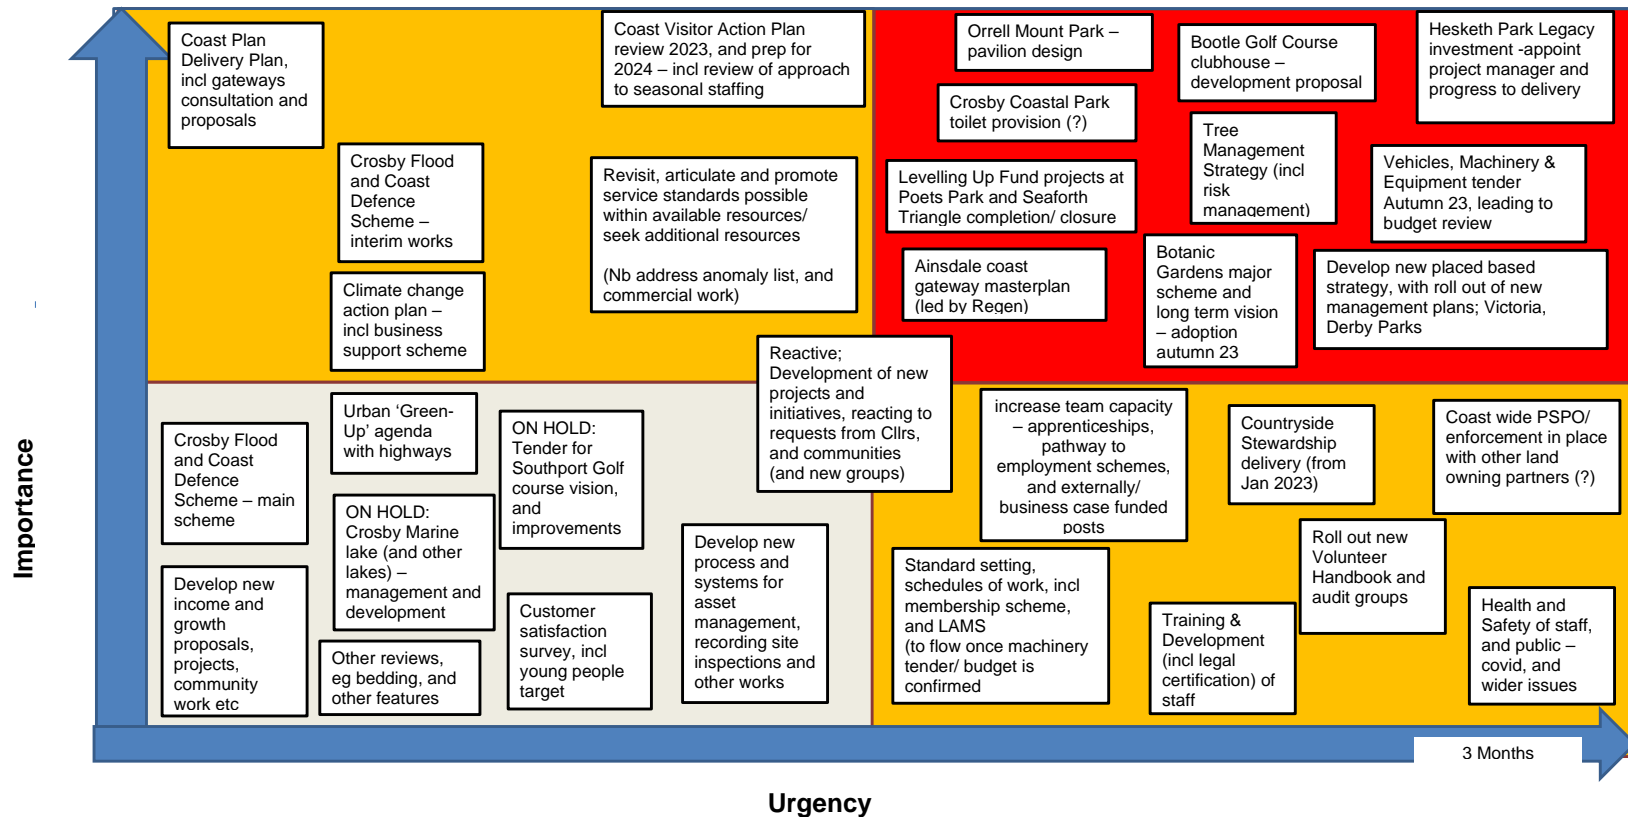 Coast Plan
Delivery Plan,
incl gateways
consultation and
proposals
Coast Visitor Action Plan
review 2023, and prep for
2024 – incl review of approach
to seasonal staffing
Crosby Flood
and Coast
Defence
Scheme –
interim works
Revisit, articulate and promote
service standards possible
within available resources/
seek additional resources
(Nb address anomaly list, and
commercial work)
Climate change
action plan –
incl business
support scheme
Orrell Mount Park –
pavilion design
Bootle Golf Course
clubhouse –
development proposal
Hesketh Park Legacy
investment -appoint
project manager and
progress to delivery
Crosby Coastal Park
toilet provision (?)
Tree
Management
Strategy (incl
risk
management)
Vehicles, Machinery &
Equipment tender
Autumn 23, leading to
budget review
Levelling Up Fund projects at
Poets Park and Seaforth
Triangle completion/ closure
Ainsdale coast
gateway masterplan
(led by Regen)
Botanic
Gardens major
scheme and
long term vision
– adoption
autumn 23
Develop new placed based
strategy, with roll out of new
management plans; Victoria,
Derby Parks
Reactive;
Development of new
projects and
initiatives, reacting to
requests from Cllrs,
and communities
(and new groups)
Crosby Flood
and Coast
Defence
Scheme – main
scheme
Urban ‘Green-
Up’ agenda
with highways
ON HOLD:
Tender for
Southport Golf
course vision,
and
improvements
ON HOLD:
Crosby Marine
lake (and other
lakes) –
management and
development
Develop new
income and
growth
proposals,
projects,
community
work etc
Other reviews,
eg bedding, and
other features
Customer
satisfaction
survey, incl
young people
target
Develop new
process and
systems for
asset
management,
recording site
inspections and
other works
increase team capacity
– apprenticeships,
pathway to
employment schemes,
and externally/
business case funded
posts
Countryside
Stewardship
delivery (from
Jan 2023)
Coast wide PSPO/
enforcement in place
with other land
owning partners (?)
Standard setting,
schedules of work, incl
membership scheme,
and LAMS
(to flow once machinery
tender/ budget is
confirmed
Roll out new
Volunteer
Handbook and
audit groups
Training &
Development
(incl legal
certification) of
staff
Health and
Safety of staff,
and public –
covid, and
wider issues
Importance
3 Months
Urgency